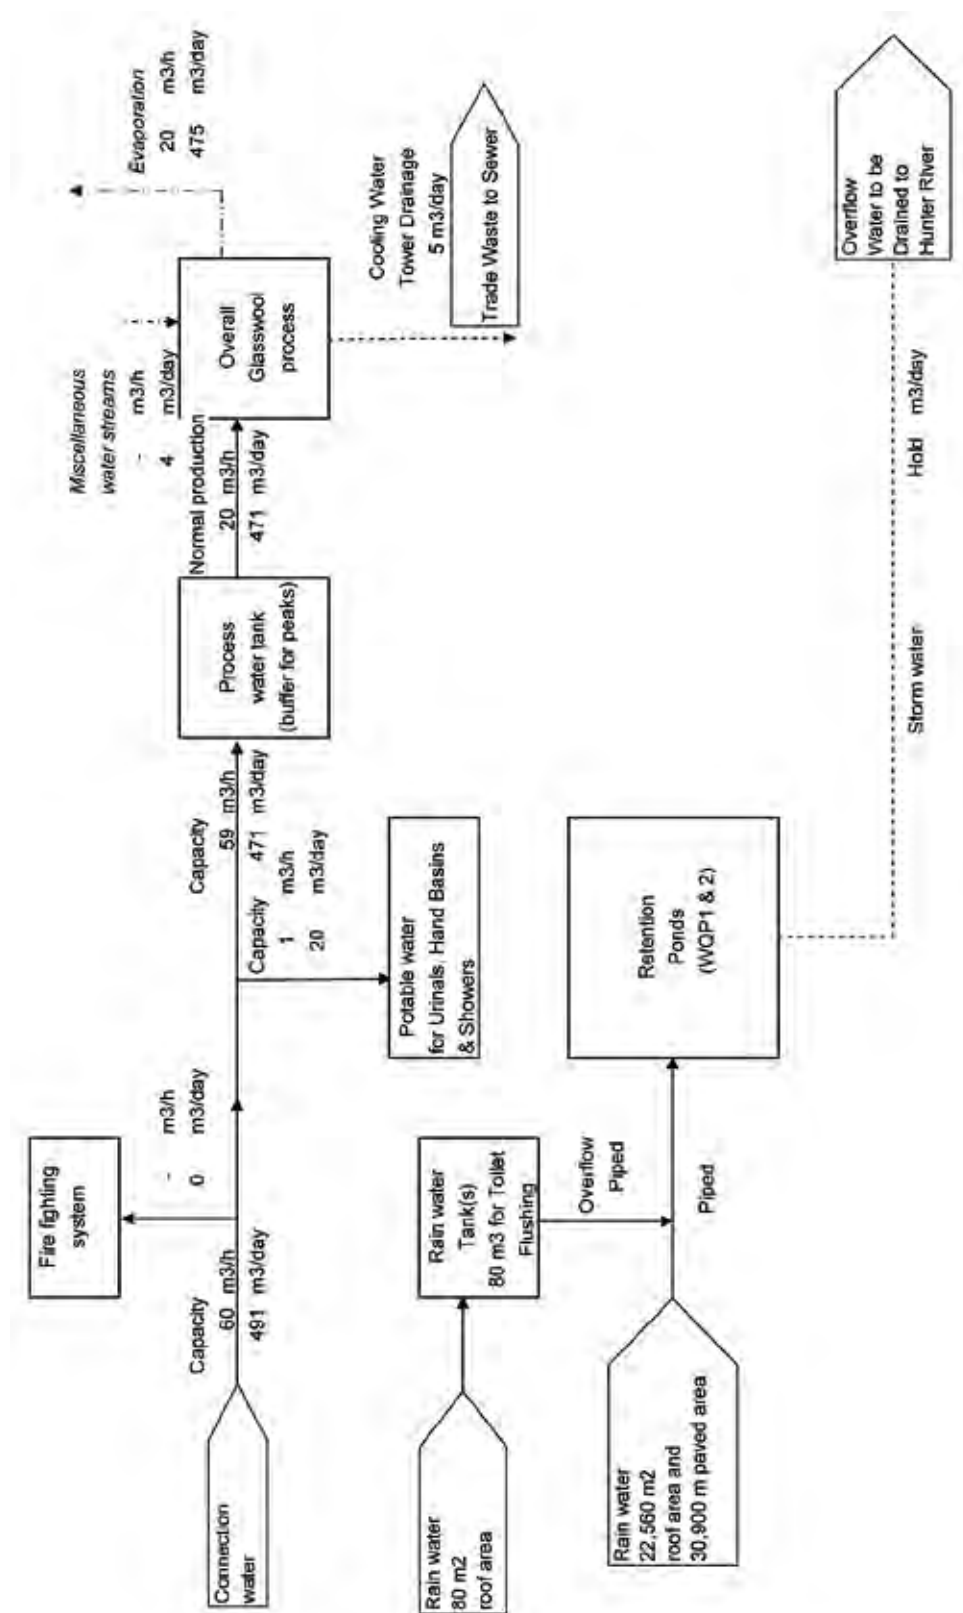 Connection
water
Capacity
60 m3/h
491 m3/day
Fire fighting
system
- m3/h
0 m3/day
Capacity
1 m3/h
20 m3/day
Potable water
for Urinals, Hand Basins
& Showers
Capacity
59 m3/h
471 m3/day
Process
water tank
(buffer for peaks)
Normal production
20 m3/h
471 m3/day
Miscellaneous
water streams
- m3/h
4 m3/day
Overall
Glasswool
process
Evaporation
20 m3/h
475 m3/day
Cooling Water
Tower Drainage
5 m3/day
Trade Waste to Sewer
Rain water
80 m2
roof area
Rain water
Tank(s)
80 m3 for Toilet
Flushing
Overflow
Piped
Rain water
22,560 m2
roof area and
30,900 m paved area
Piped
Retention
Ponds
(WQP1 & 2)
Storm water
Hold m3/day
Overflow
Water to be
Drained to
Hunter River